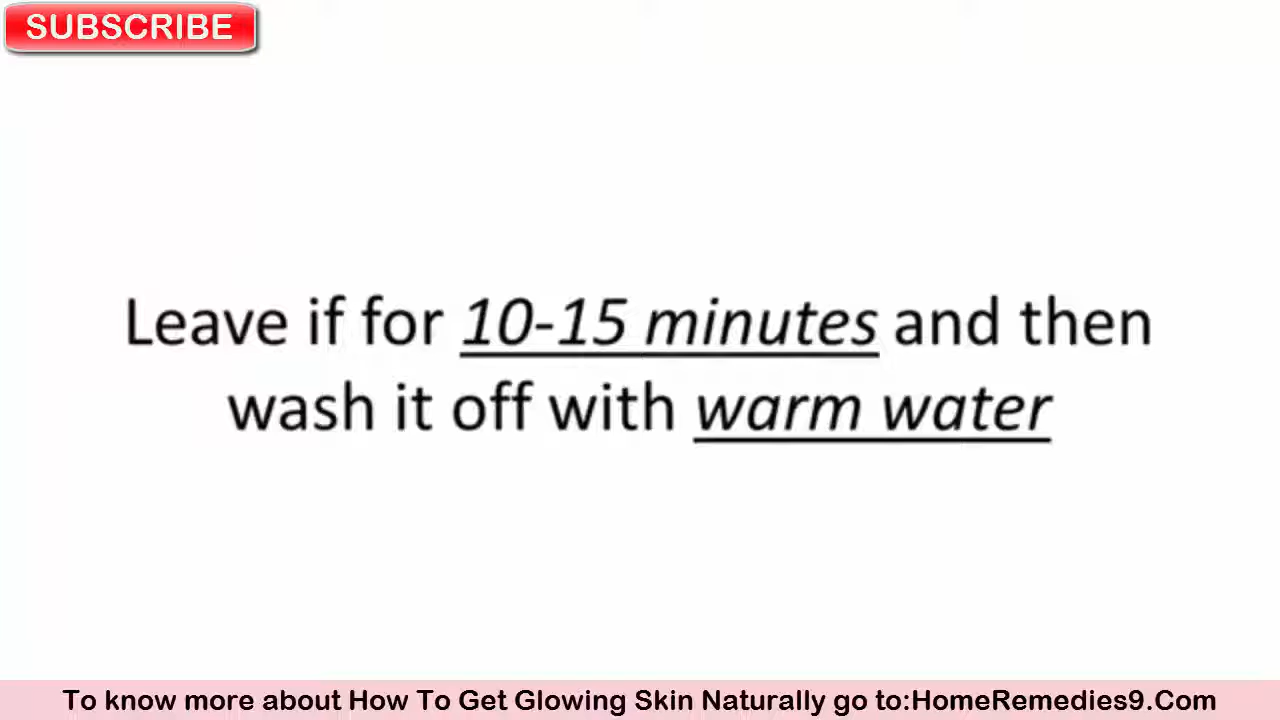 SUBSCRIBE
Leave if for 10-15 minutes and then
wash it off with warm water
To know more about How To Get Glowing Skin Naturally go to:HomeRemedies9.Com